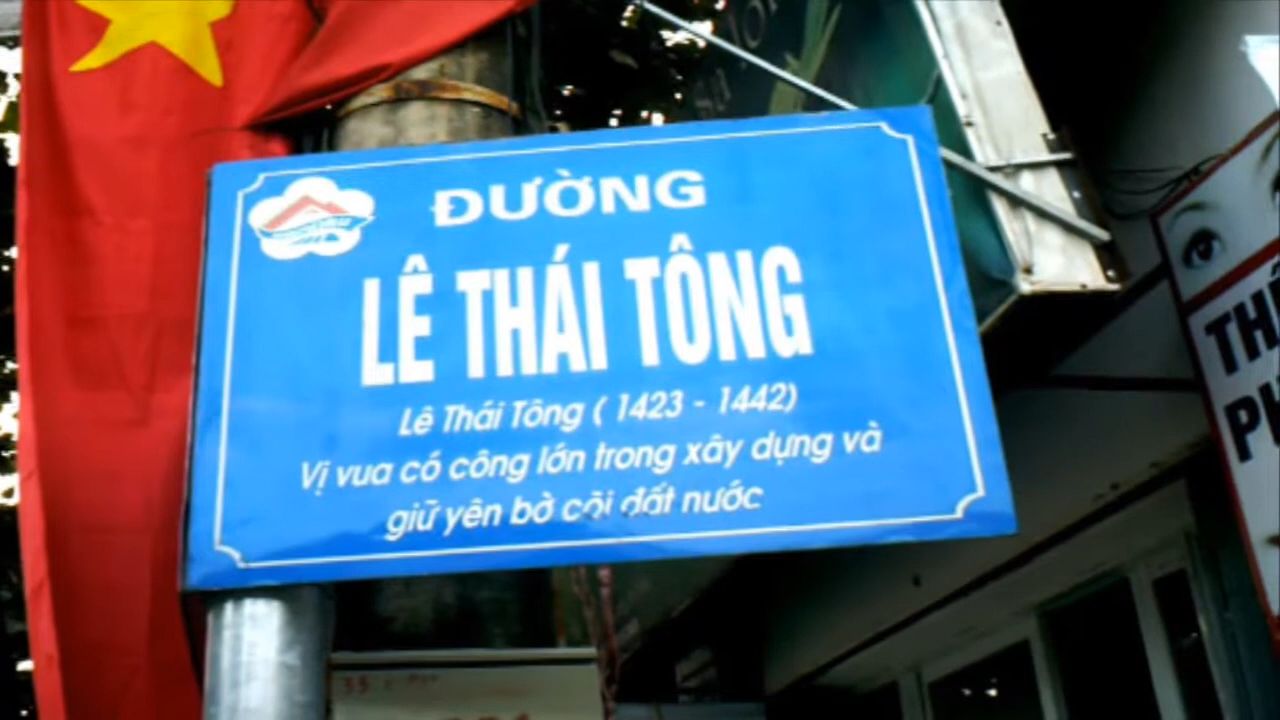 ĐƯỜNG
LÊ THÁI TÔNG
Lê Thái Tông ( 1423 - 1442)
Vị vua có công lớn trong xây dựng và
giữ yên bờ cõi đất nước